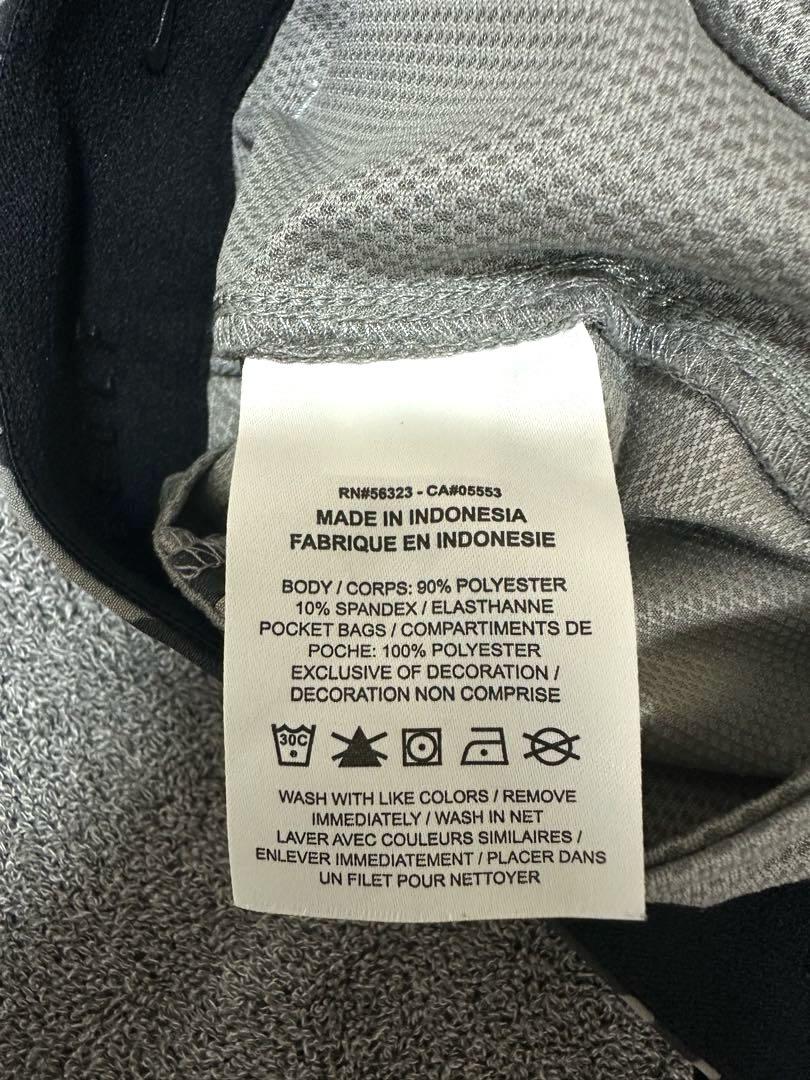 RN#56323 - CA#05553
MADE IN INDONESIA
FABRIQUE EN INDONESIE
BODY / CORPS: 90% POLYESTER
10% SPANDEX / ELASTHANNE
POCKET BAGS / COMPARTIMENTS DE
POCHE: 100% POLYESTER
EXCLUSIVE OF DECORATION /
DECORATION NON COMPRISE
30C
WASH WITH LIKE COLORS / REMOVE
IMMEDIATELY / WASH IN NET
LAVER AVEC COULEURS SIMILAIRES /
ENLEVER IMMEDIATEMENT / PLACER DANS
UN FILET POUR NETTOYER